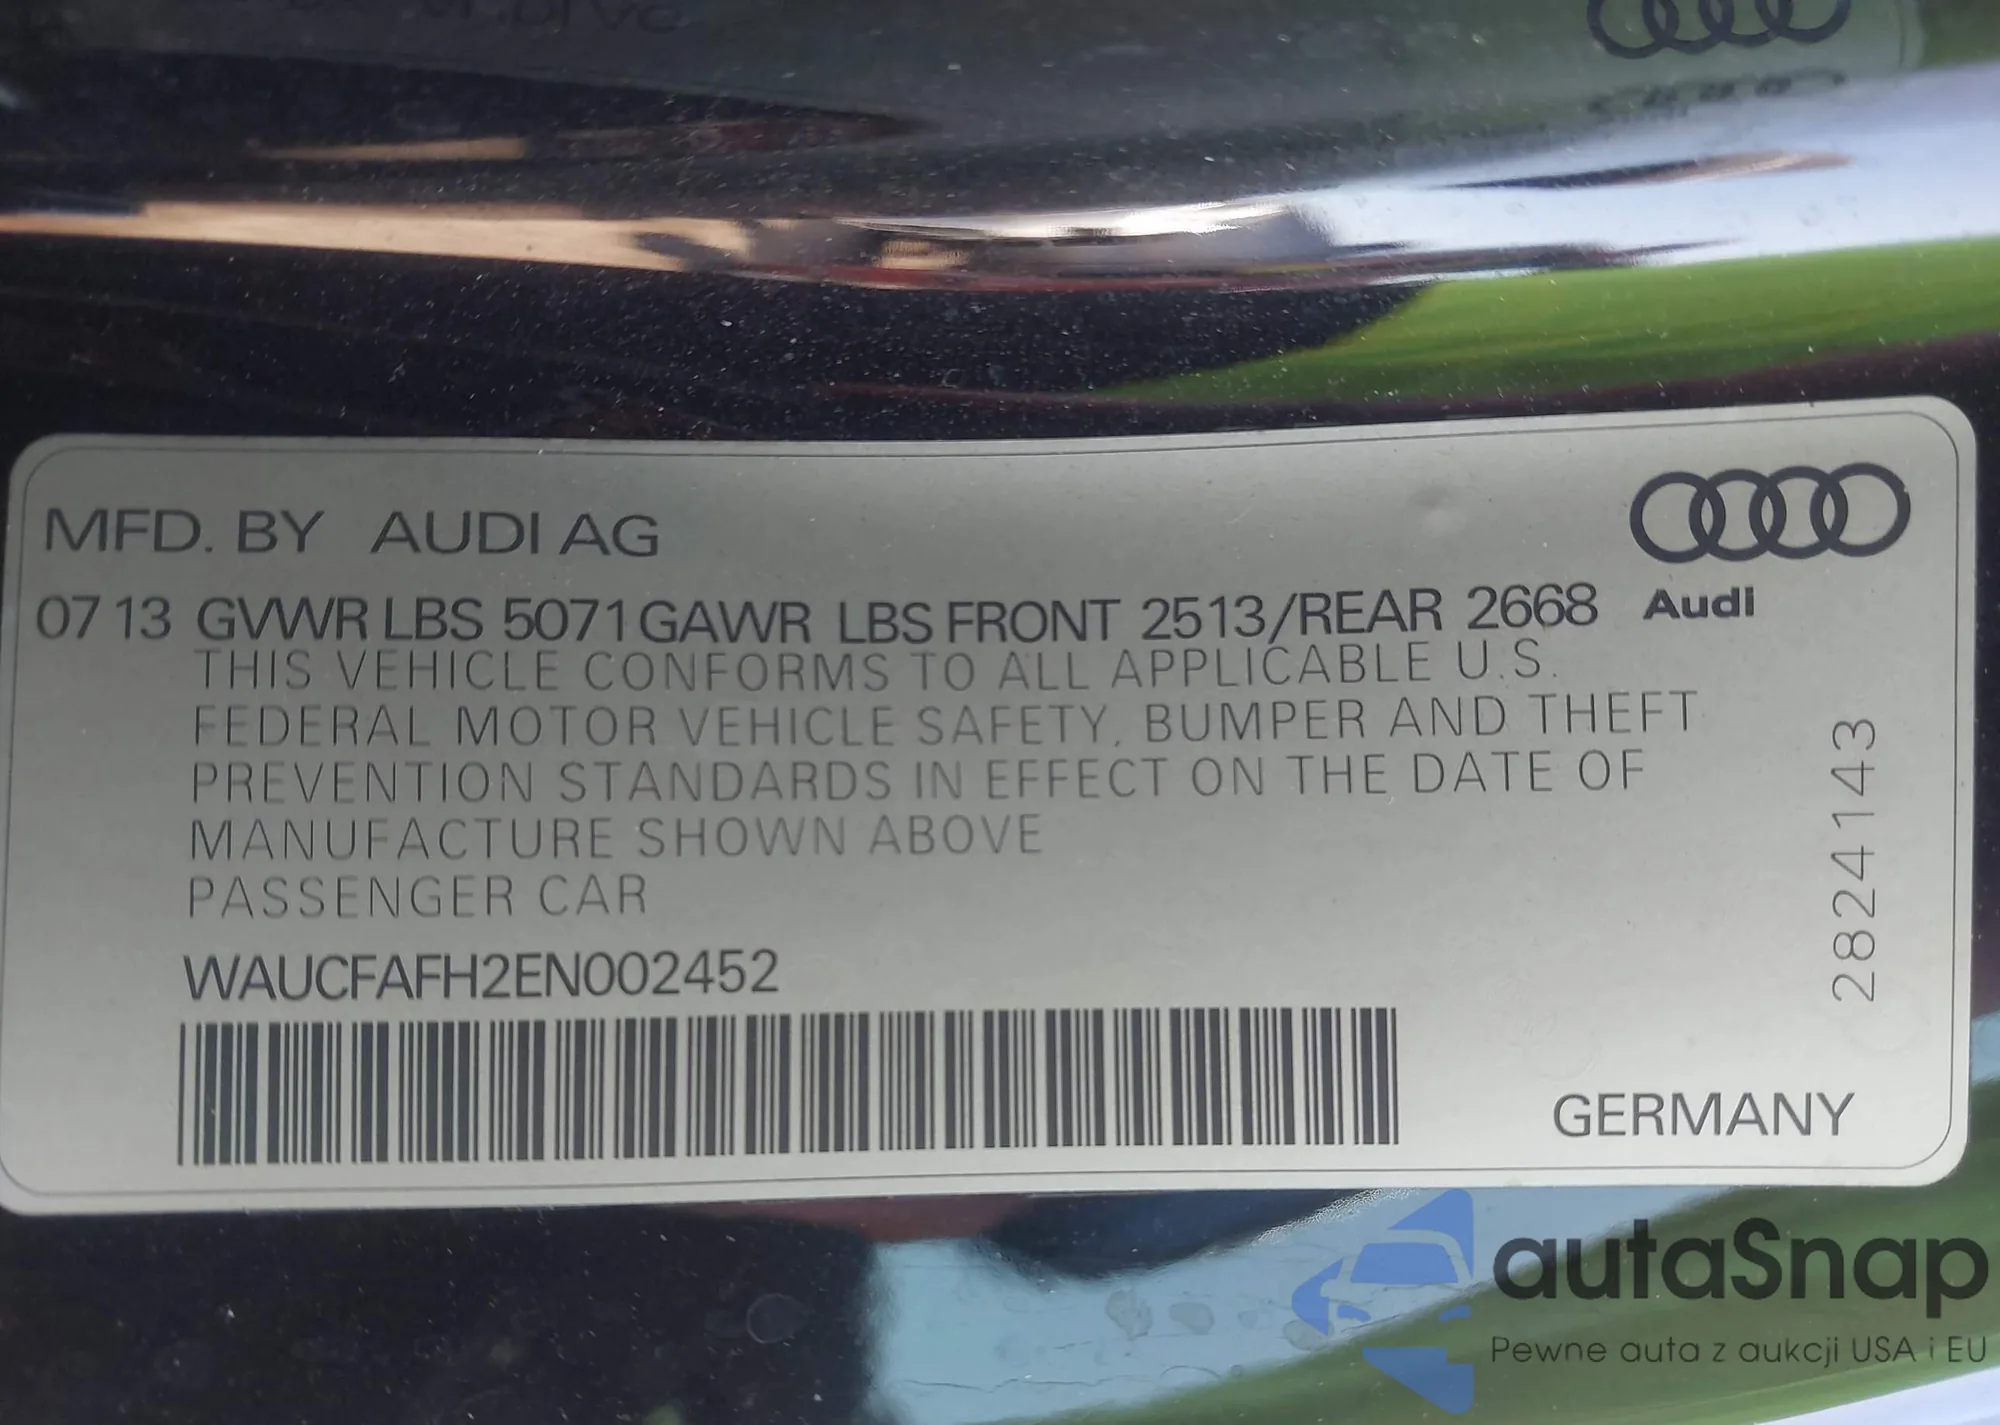 MFD. BY AUDI AG
07 13 GVWR LBS 5071 GAWR LBS FRONT 2513/REAR 2668
Audi
THIS VEHICLE CONFORMS TO ALL APPLICABLE U.S.
FEDERAL MOTOR VEHICLE SAFETY, BUMPER AND THEFT
PREVENTION STANDARDS IN EFFECT ON THE DATE OF
MANUFACTURE SHOWN ABOVE
PASSENGER CAR
WAUCFAFH2EN002452
2824143
GERMANY
autaSnap
Pewne auta z aukcji USA i EU